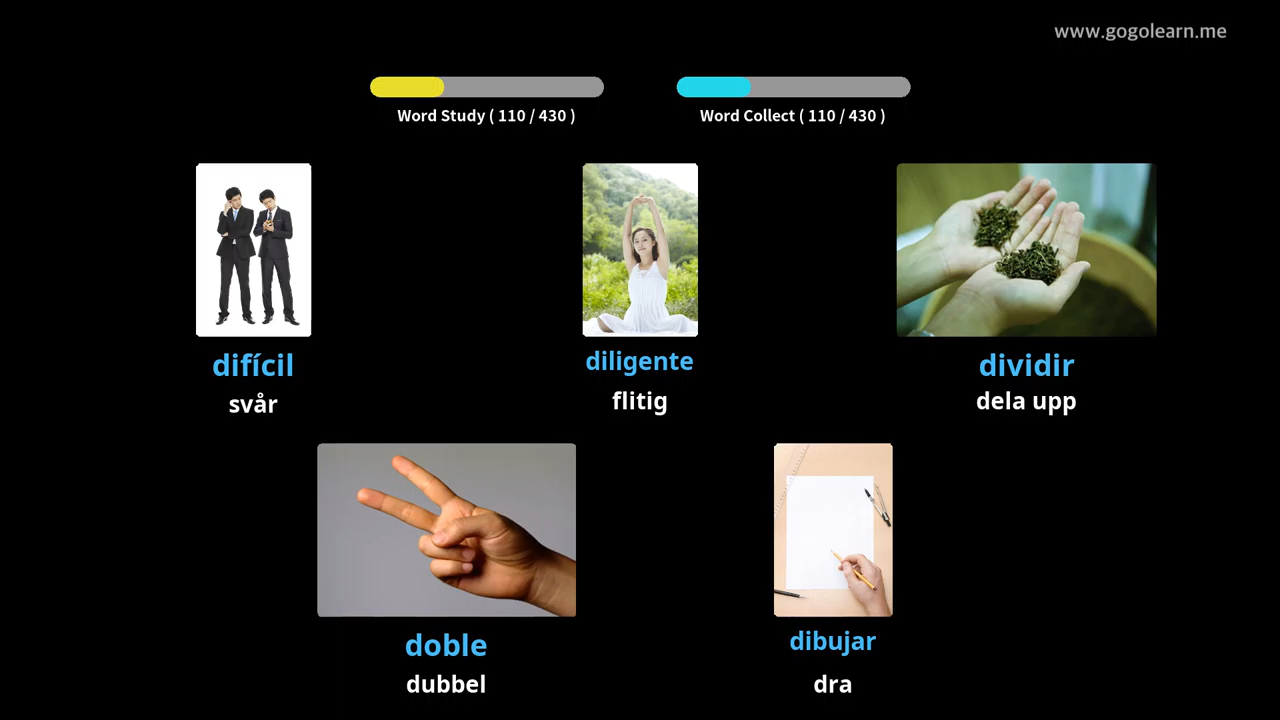 www.gogolearn.me
Word Study ( 110 / 430 )
Word Collect ( 110 / 430 )
difícil
svår
diligente
flitig
dividir
dela upp
doble
dubbel
dibujar
dra